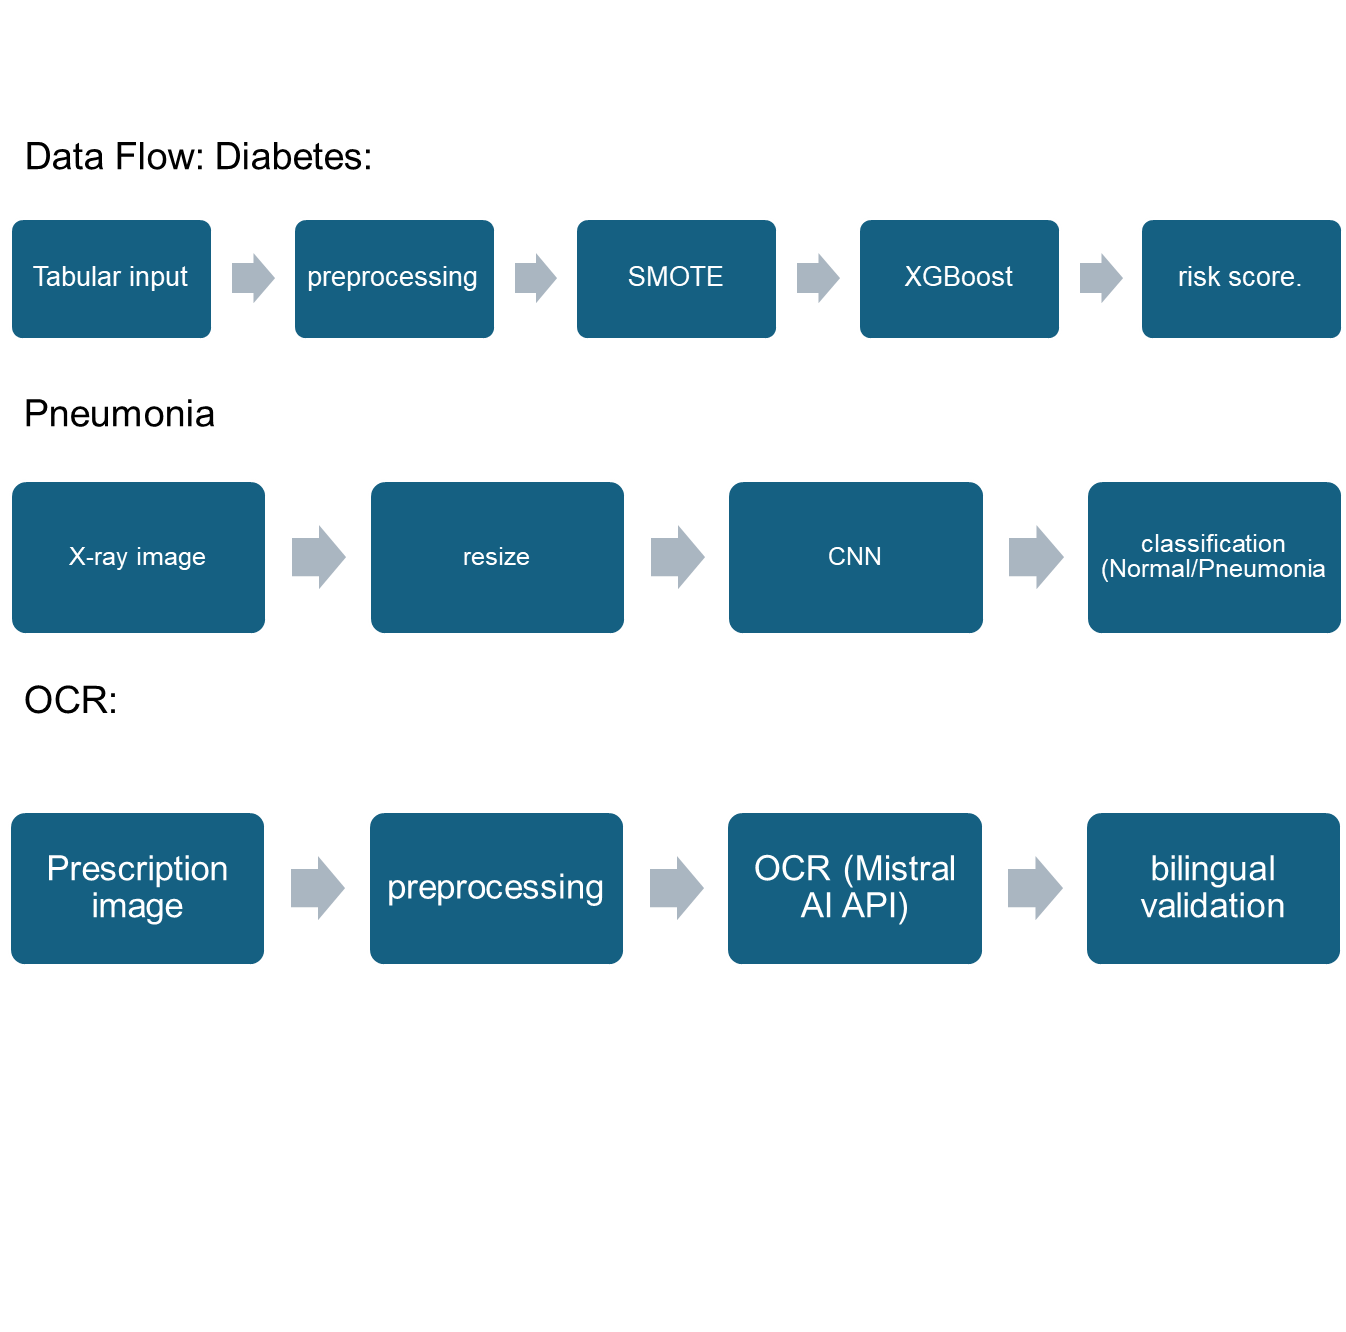 Data Flow: Diabetes:
Tabular input
preprocessing
SMOTE
XGBoost
risk score.
Pneumonia
X-ray image
resize
CNN
classification
(Normal/Pneumonia
OCR:
Prescription
image
preprocessing
OCR (Mistral
AI API)
bilingual
validation